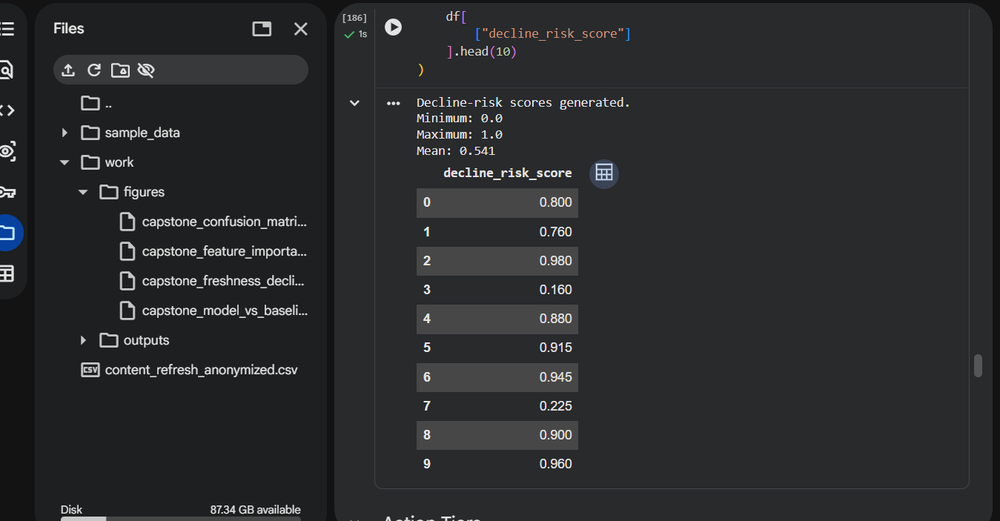 Files
..
sample_data
work
figures
capstone_confusion_matri...
capstone_feature_importa...
capstone_freshness_decli...
capstone_model_vs_baseli...
outputs
CSV content_refresh_anonymized.csv
Disk 87.34 GB available
[186]
1s
df[
["decline_risk_score"]
].head(10)
)
Decline-risk scores generated.
Minimum: 0.0
Maximum: 1.0
Mean: 0.541
decline_risk_score
0 0.800
1 0.760
2 0.980
3 0.160
4 0.880
5 0.915
6 0.945
7 0.225
8 0.900
9 0.960
Action Tiers